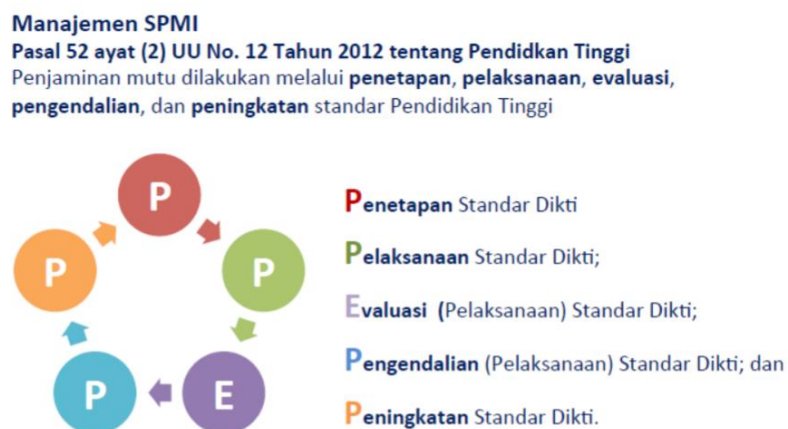 Manajemen SPMI
Pasal 52 ayat (2) UU No. 12 Tahun 2012 tentang Pendidkan Tinggi
Penjaminan mutu dilakukan melalui penetapan, pelaksanaan, evaluasi,
pengendalian, dan peningkatan standar Pendidikan Tinggi
P
P
P
P
E
Penetapan Standar Dikti
Pelaksanaan Standar Dikti;
Evaluasi (Pelaksanaan) Standar Dikti;
Pengendalian (Pelaksanaan) Standar Dikti; dan
Peningkatan Standar Dikti.